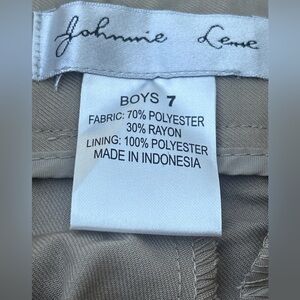 Johnnie Lene
BOYS 7
FABRIC: 70% POLYESTER
30% RAYON
LINING: 100% POLYESTER
MADE IN INDONESIA